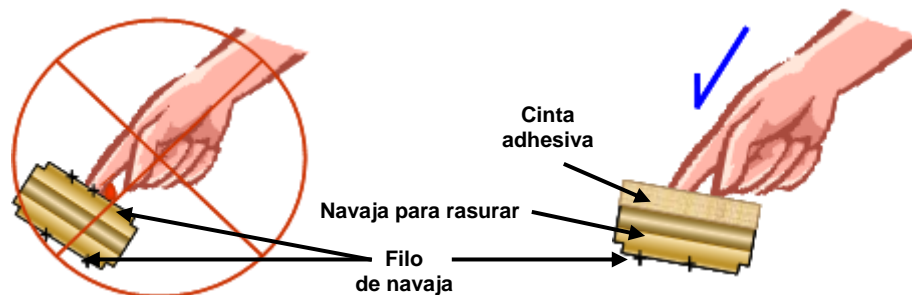 Cinta
adhesiva
Navaja para rasurar
Filo
de navaja